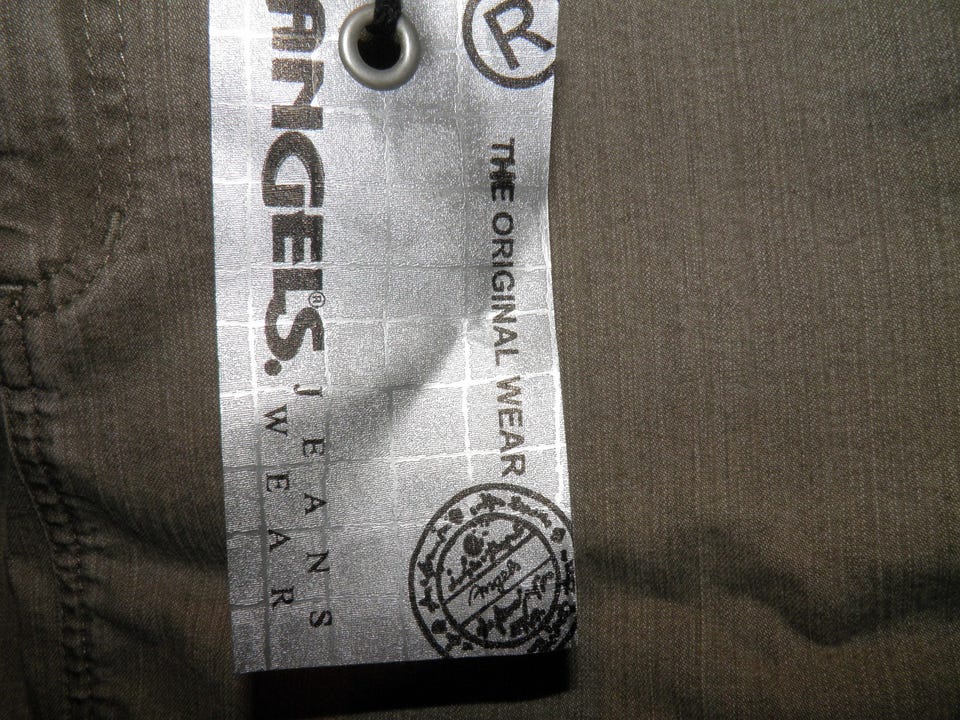 ®
THE ORIGINAL WEAR
ANGELS.®
JEANS
WEAR